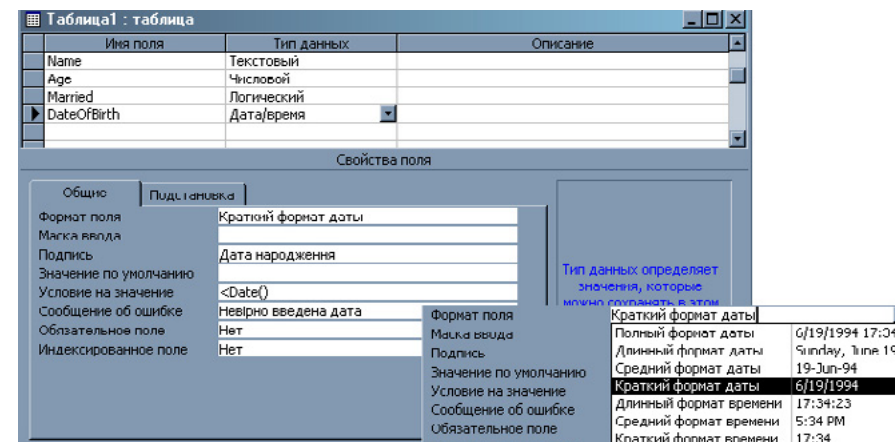 Таблица1 : таблица
Имя поля Тип данных Описание
Name Текстовый
Age Числовой
Married Логический
DateOfBirth Дата/время
Свойства поля
Общие Подстановка
Формат поля Краткий формат даты
Маска ввода
Подпись Дата народження
Значение по умолчанию
Условие на значение <Date()
Сообщение об ошибке Невірно введена дата
Обязательное поле Нет
Индексированное поле Нет
Тип данных определяет
значения, которые
можно сохранять в этом
Формат поля Краткий формат даты
Маска ввода Полный формат даты 6/19/1994 17:34
Подпись Длинный формат даты Sunday, June 19
Значение по умолчанию Средний формат даты 19-Jun-94
Условие на значение Краткий формат даты 6/19/1994
Сообщение об ошибке Длинный формат времени 17:34:23
Обязательное поле Средний формат времени 5:34 PM
Краткий формат времени 17:34